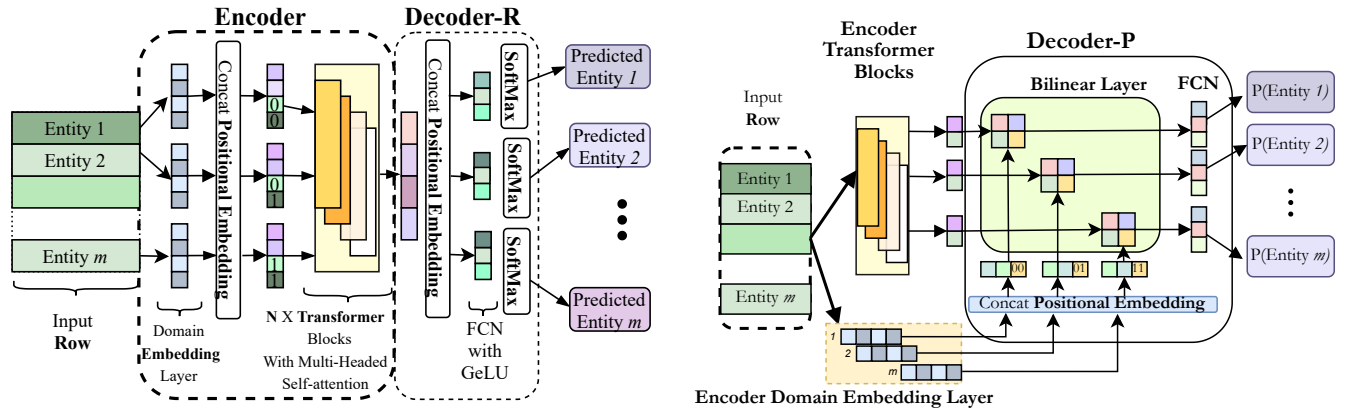 Encoder
Decoder-R
Entity 1
Entity 2
Entity m
Input
Row
Domain
Embedding
Layer
Concat Positional Embedding
0
0
0
1
1
1
N X Transformer
Blocks
With Multi-Headed
Self-attention
Concat Positional Embedding
FCN
with
GeLU
SoftMax
SoftMax
SoftMax
Predicted
Entity 1
Predicted
Entity 2
Predicted
Entity m
Encoder
Transformer
Blocks
Decoder-P
Input
Row
Bilinear Layer
FCN
Entity 1
Entity 2
Entity m
P(Entity 1)
P(Entity 2)
P(Entity m)
00
01
11
Concat Positional Embedding
1
2
m
Encoder Domain Embedding Layer